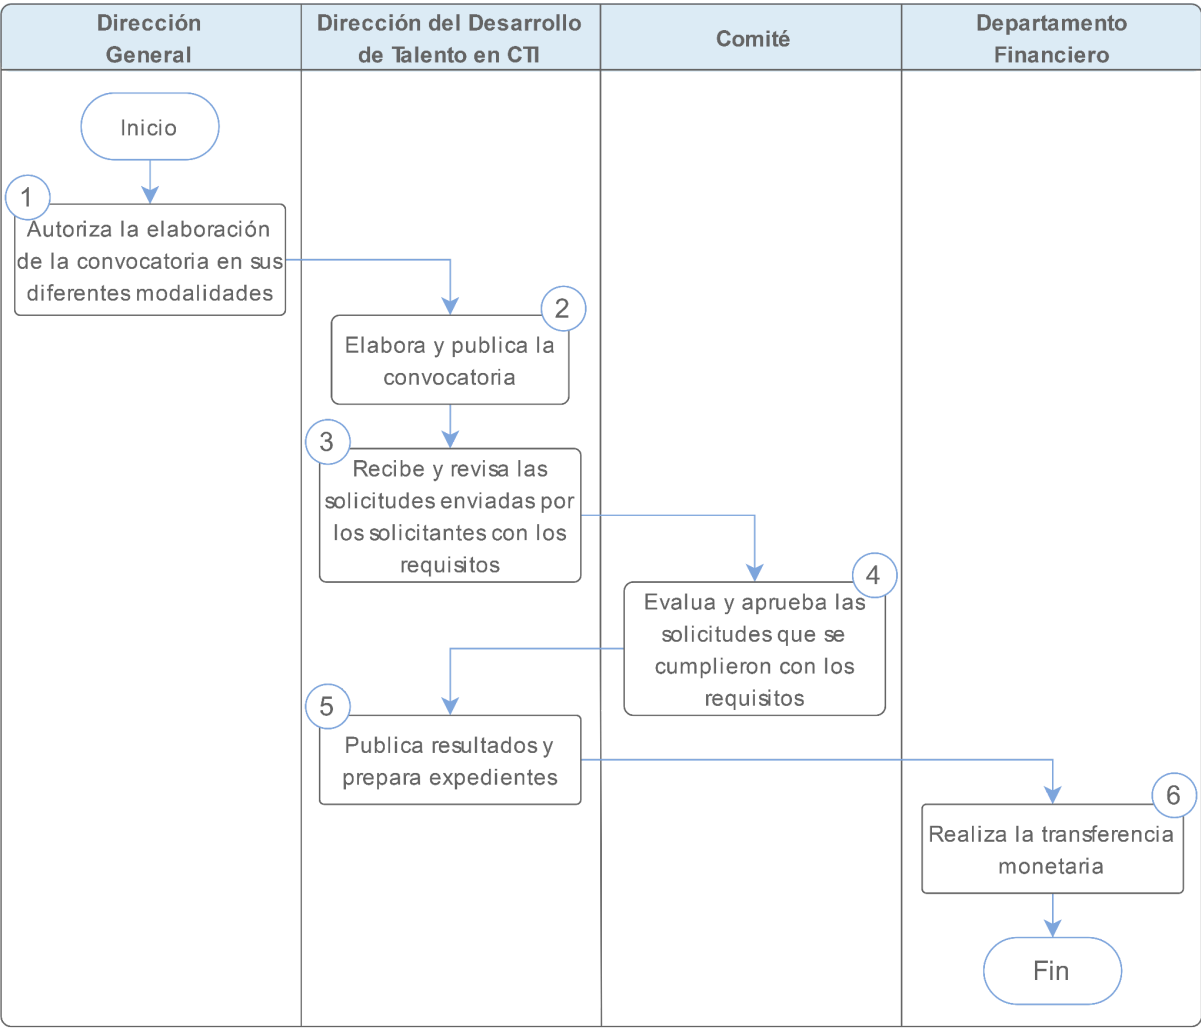 Dirección
General
Dirección del Desarrollo
de Talento en CTI
Comité
Departamento
Financiero
Inicio
1
Autoriza la elaboración
de la convocatoria en sus
diferentes modalidades
2
Elabora y publica la
convocatoria
3
Recibe y revisa las
solicitudes enviadas por
los solicitantes con los
requisitos
4
Evalua y aprueba las
solicitudes que se
cumplieron con los
requisitos
5
Publica resultados y
prepara expedientes
6
Realiza la transferencia
monetaria
Fin